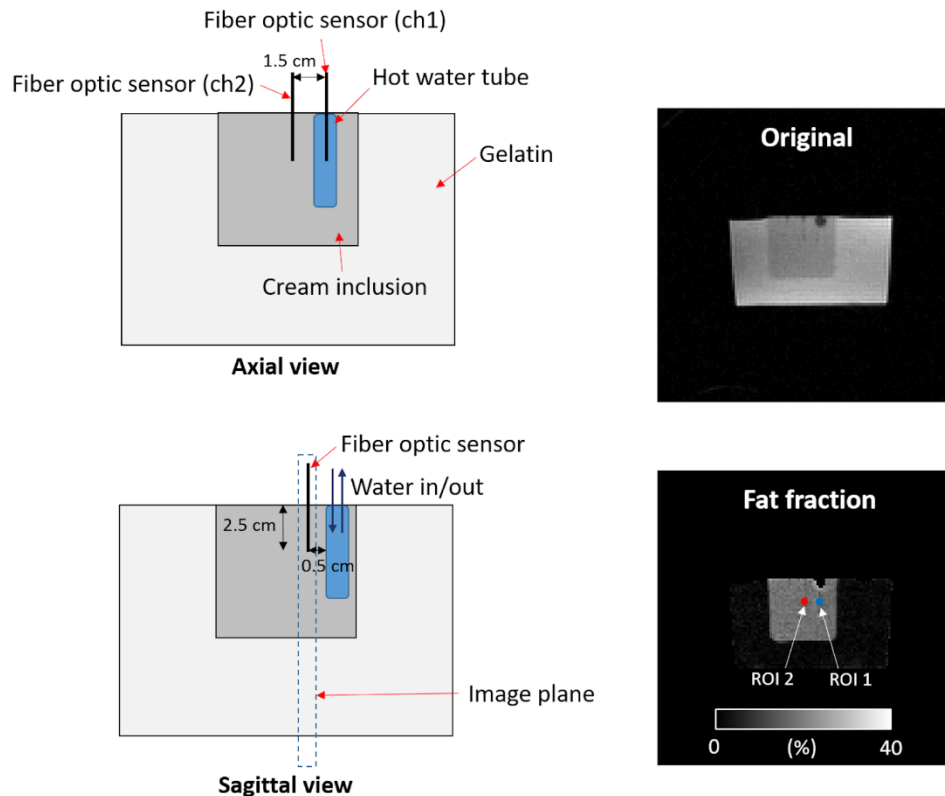 Fiber optic sensor (ch1)
1.5 cm
Fiber optic sensor (ch2)
Hot water tube
Gelatin
Cream inclusion
Axial view
Original
Fiber optic sensor
Water in/out
2.5 cm
0.5 cm
Image plane
Sagittal view
Fat fraction
ROI 2
ROI 1
0
(%)
40